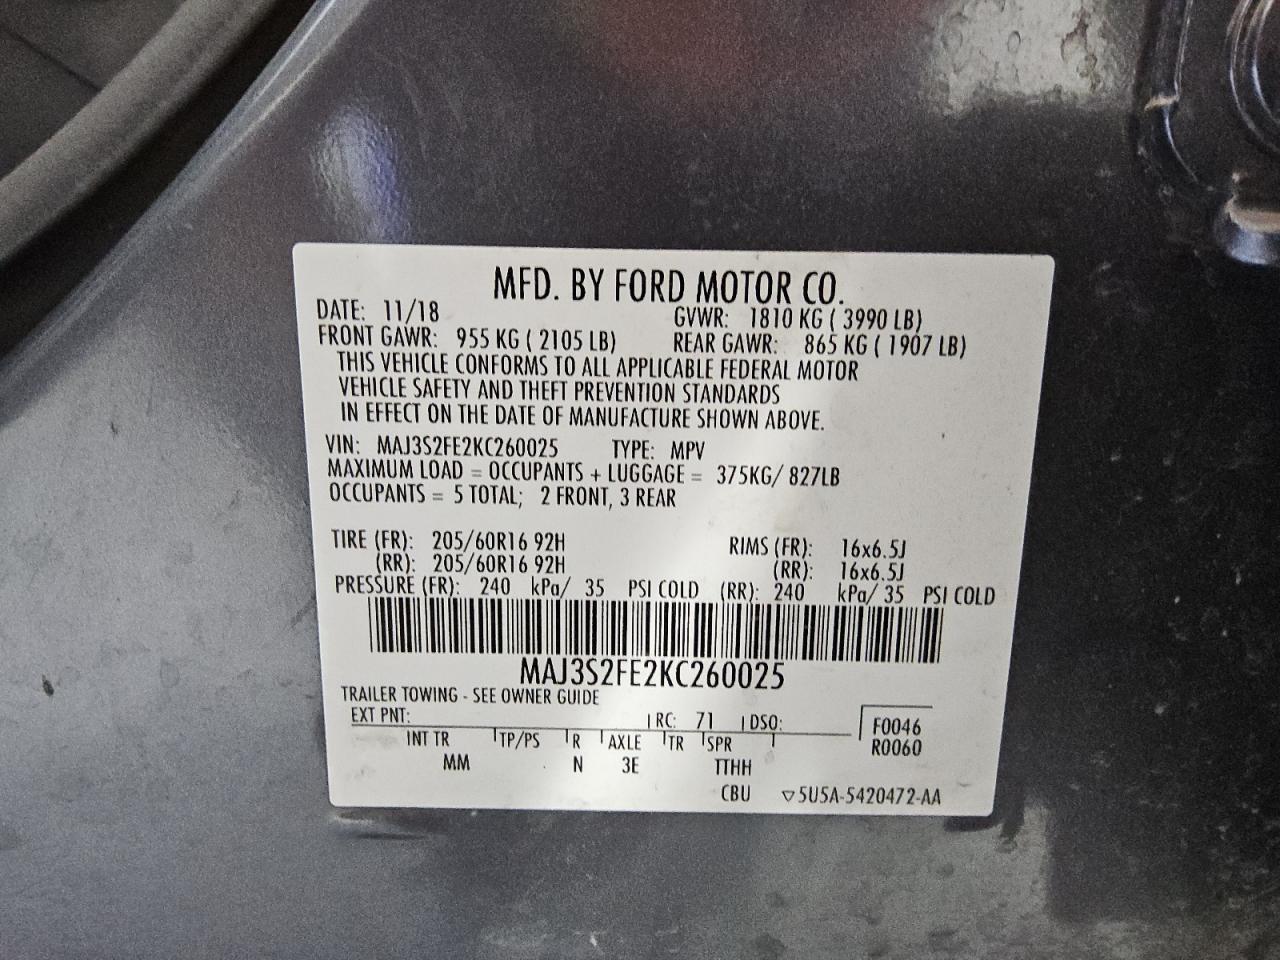 MFD. BY FORD MOTOR CO.
DATE: 11/18 GVWR: 1810 KG ( 3990 LB)
FRONT GAWR: 955 KG ( 2105 LB) REAR GAWR: 865 KG ( 1907 LB)
THIS VEHICLE CONFORMS TO ALL APPLICABLE FEDERAL MOTOR
VEHICLE SAFETY AND THEFT PREVENTION STANDARDS
IN EFFECT ON THE DATE OF MANUFACTURE SHOWN ABOVE.
VIN: MAJ3S2FE2KC260025 TYPE: MPV
MAXIMUM LOAD = OCCUPANTS + LUGGAGE = 375KG/ 827LB
OCCUPANTS = 5 TOTAL; 2 FRONT, 3 REAR
TIRE (FR): 205/60R16 92H RIMS (FR): 16x6.5J
(RR): 205/60R16 92H (RR): 16x6.5J
PRESSURE (FR): 240 kPa/ 35 PSI COLD (RR): 240 kPa/ 35 PSI COLD
MAJ3S2FE2KC260025
TRAILER TOWING - SEE OWNER GUIDE
EXT PNT: RC: 71 DSO: F0046
INT TR TP/PS R AXLE TR SPR R0060
MM N 3E TTHH
CBU ▽5U5A-5420472-AA